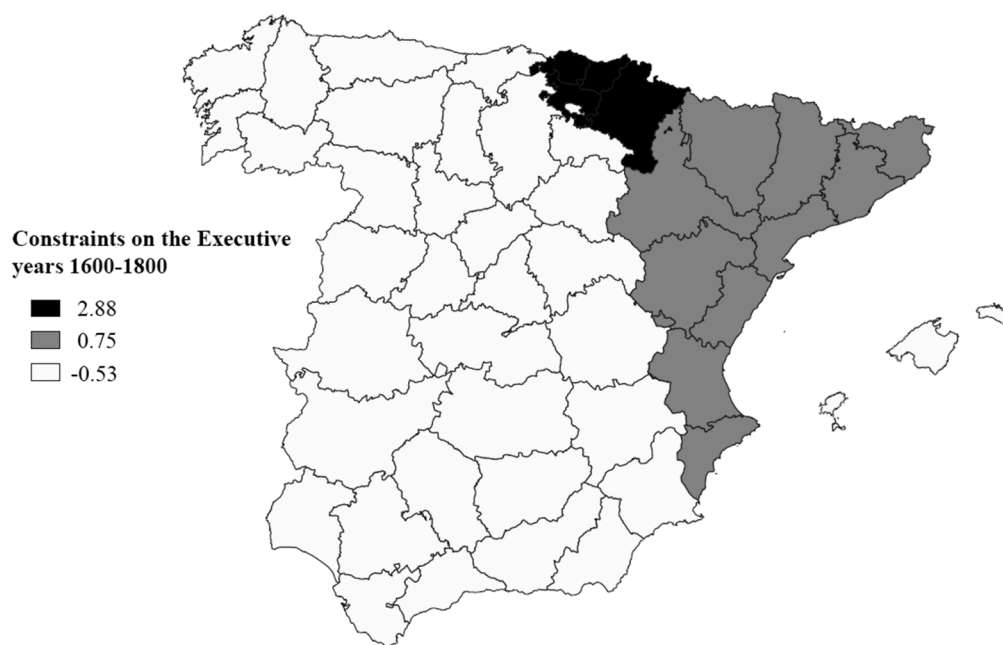 Constraints on the Executive
years 1600-1800
2.88
0.75
-0.53